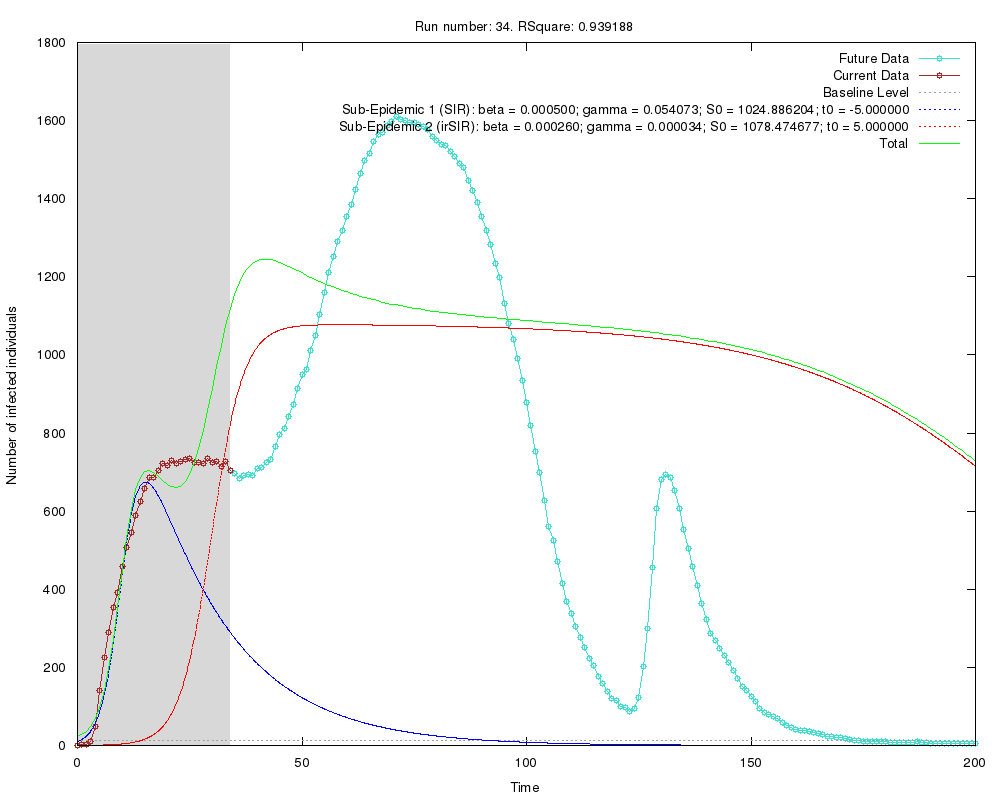 Run number: 34. RSquare: 0.939188
1800
1600
1400
1200
1000
800
600
400
200
0
Number of infected individuals
Future Data
Current Data
Baseline Level
Sub-Epidemic 1 (SIR): beta = 0.000500; gamma = 0.054073; S0 = 1024.886204; t0 = -5.000000
Sub-Epidemic 2 (irSIR): beta = 0.000260; gamma = 0.000034; S0 = 1078.474677; t0 = 5.000000
Total
0 50 100 150 200
Time